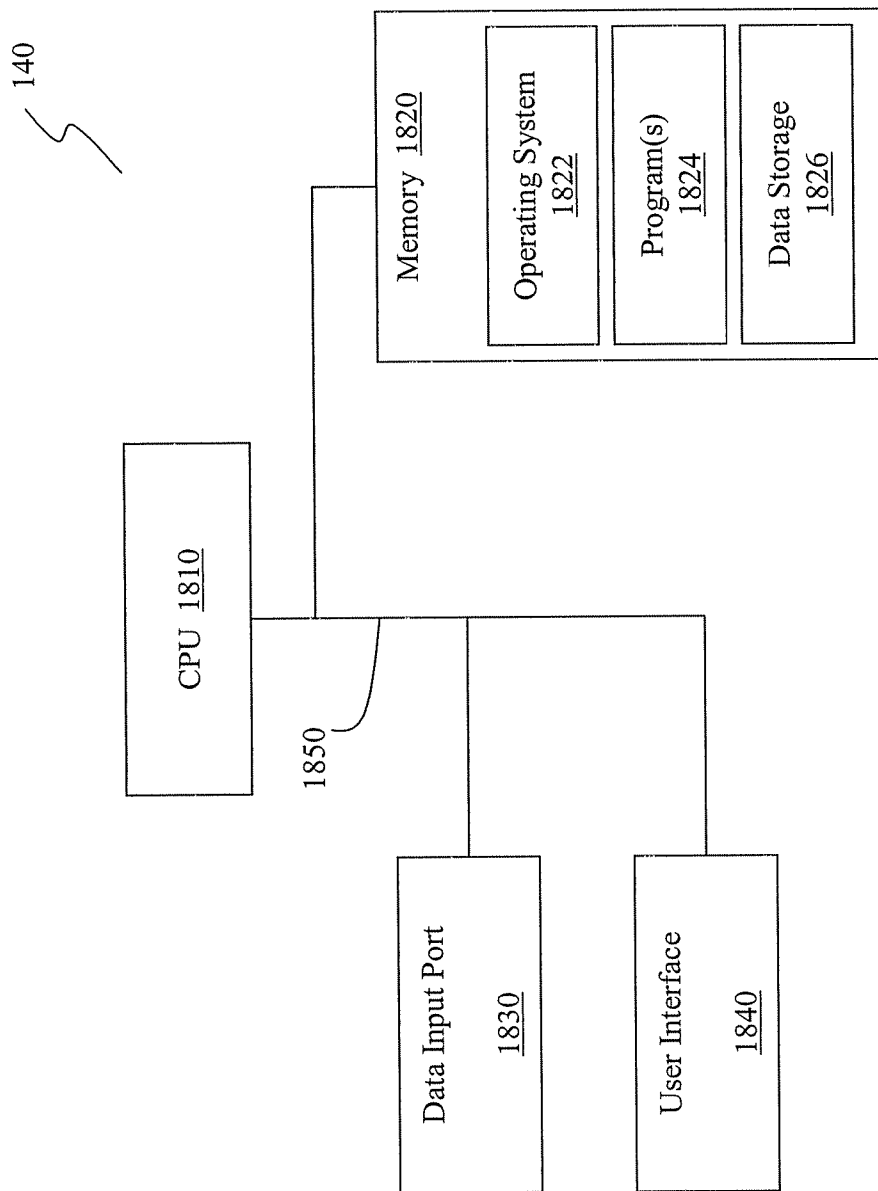 140
CPU 1810
1850
Memory 1820
Operating System
1822
Program(s)
1824
Data Storage
1826
Data Input Port
1830
User Interface
1840